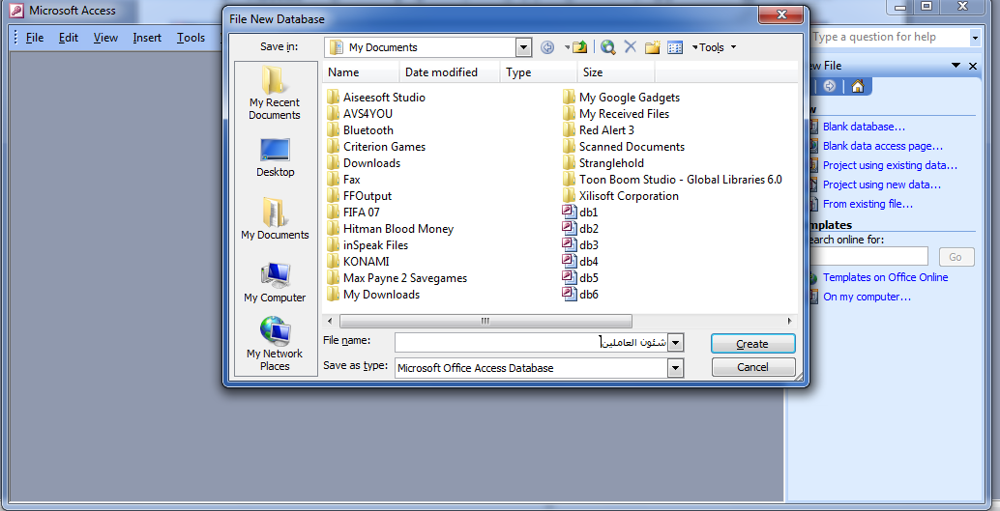 Microsoft Access
File Edit View Insert Tools
Type a question for help
File New Database
Save in: My Documents Tools
Name Date modified Type Size
My Recent Documents
Desktop
My Documents
My Computer
My Network Places
Aiseesoft Studio
AVS4YOU
Bluetooth
Criterion Games
Downloads
Fax
FFOutput
FIFA 07
Hitman Blood Money
inSpeak Files
KONAMI
Max Payne 2 Savegames
My Downloads
My Google Gadgets
My Received Files
Red Alert 3
Scanned Documents
Stranglehold
Toon Boom Studio - Global Libraries 6.0
Xilisoft Corporation
db1
db2
db3
db4
db5
db6
File name: شئون العاملين
Save as type: Microsoft Office Access Database
Create
Cancel
ew File
w
Blank database...
Blank data access page...
Project using existing data...
Project using new data...
From existing file...
mplates
earch online for:
Go
Templates on Office Online
On my computer...